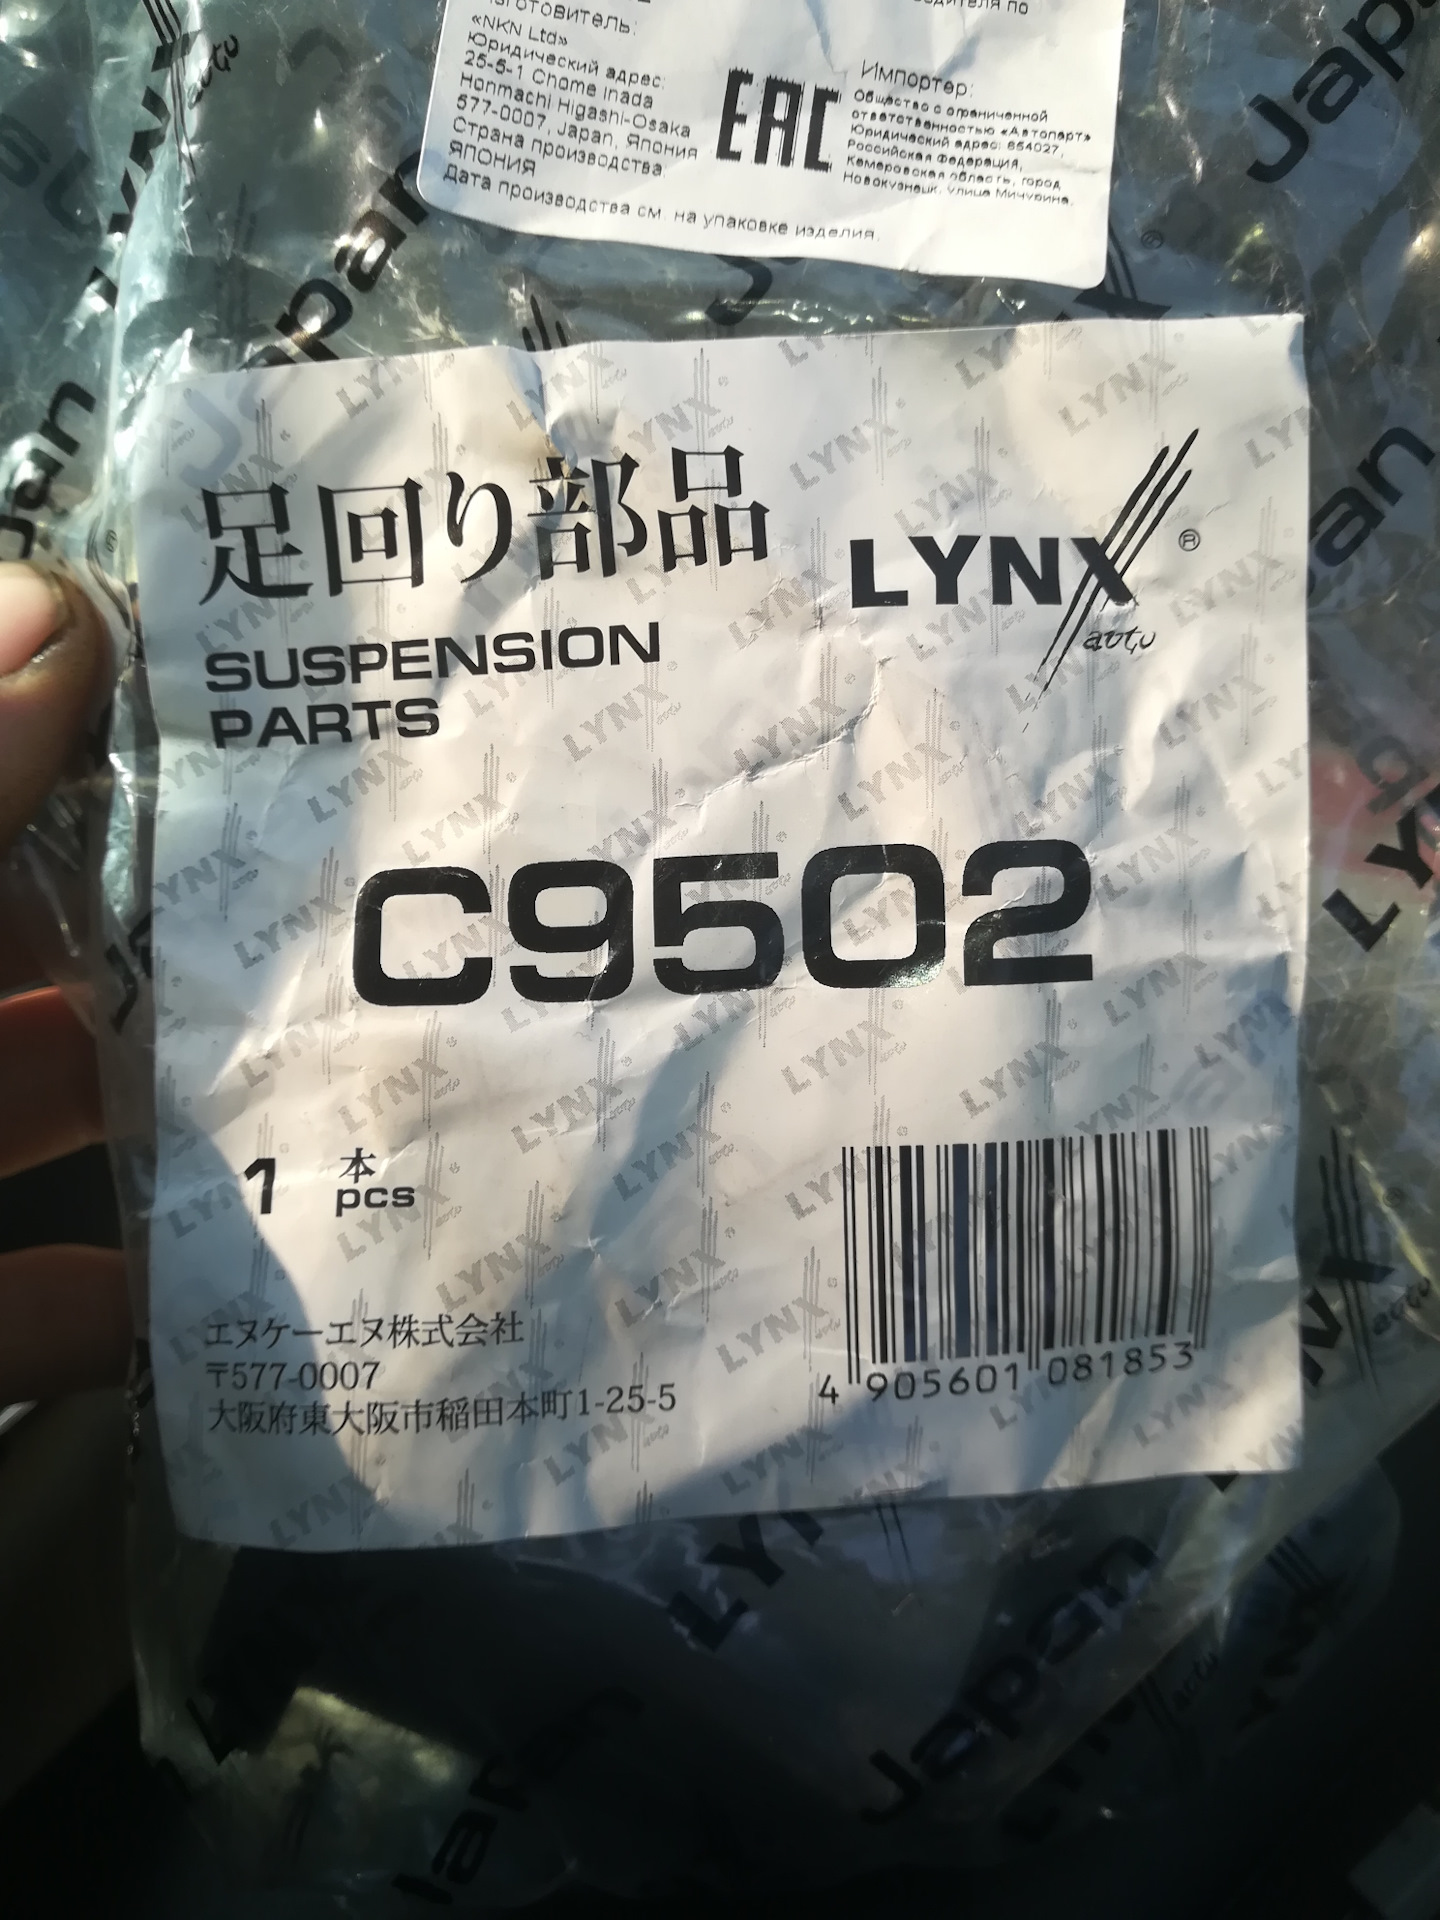 «NKN Ltd»
Юридический адрес:
25-5-1 Chome Inada
Honmachi Higashi-Osaka
577-0007, Japan, Япония
Страна производства:
ЯПОНИЯ
Дата производства см. на упаковке изделия.
EAC
Импортер:
Общество с ограниченной
ответственностью «Автопарт»
Юридический адрес: 654027,
Российская Федерация,
Кемеровская область, город
Новокузнецк, улица Мичурина,
足回り部品
SUSPENSION
PARTS
LYNX®
auto
C9502
1 本
pcs
エヌケーエヌ株式会社
〒577-0007
大阪府東大阪市稲田本町1-25-5
4 905601 081853
LYNX auto
Japan